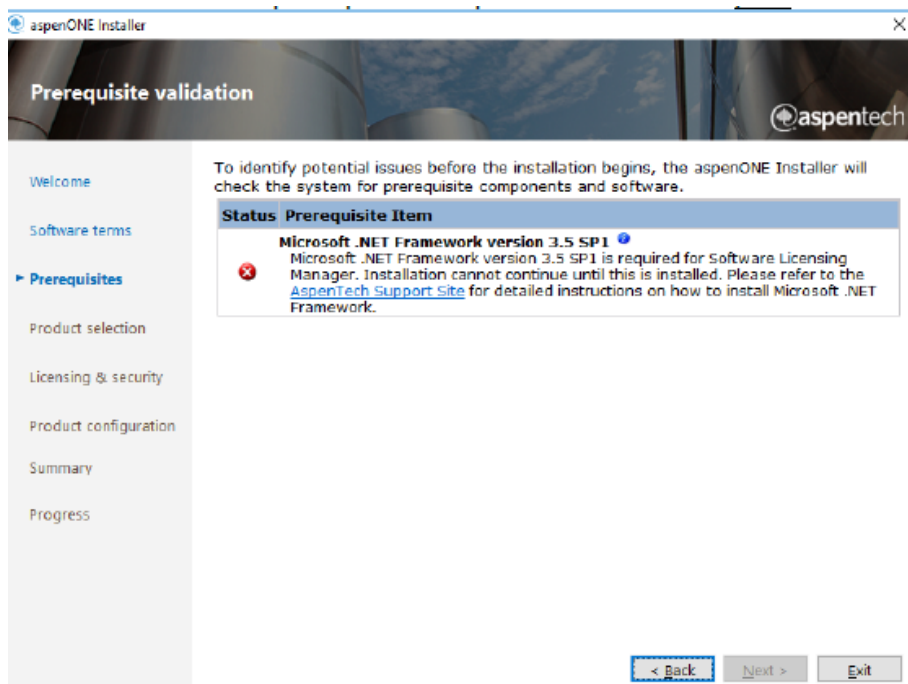 aspenONE Installer
Prerequisite validation
aspentech
Welcome
Software terms
Prerequisites
Product selection
Licensing & security
Product configuration
Summary
Progress
To identify potential issues before the installation begins, the aspenONE Installer will
check the system for prerequisite components and software.
Status Prerequisite Item
Microsoft .NET Framework version 3.5 SP1
Microsoft .NET Framework version 3.5 SP1 is required for Software Licensing
Manager. Installation cannot continue until this is installed. Please refer to the
AspenTech Support Site for detailed instructions on how to install Microsoft .NET
Framework.
< Back Next > Exit